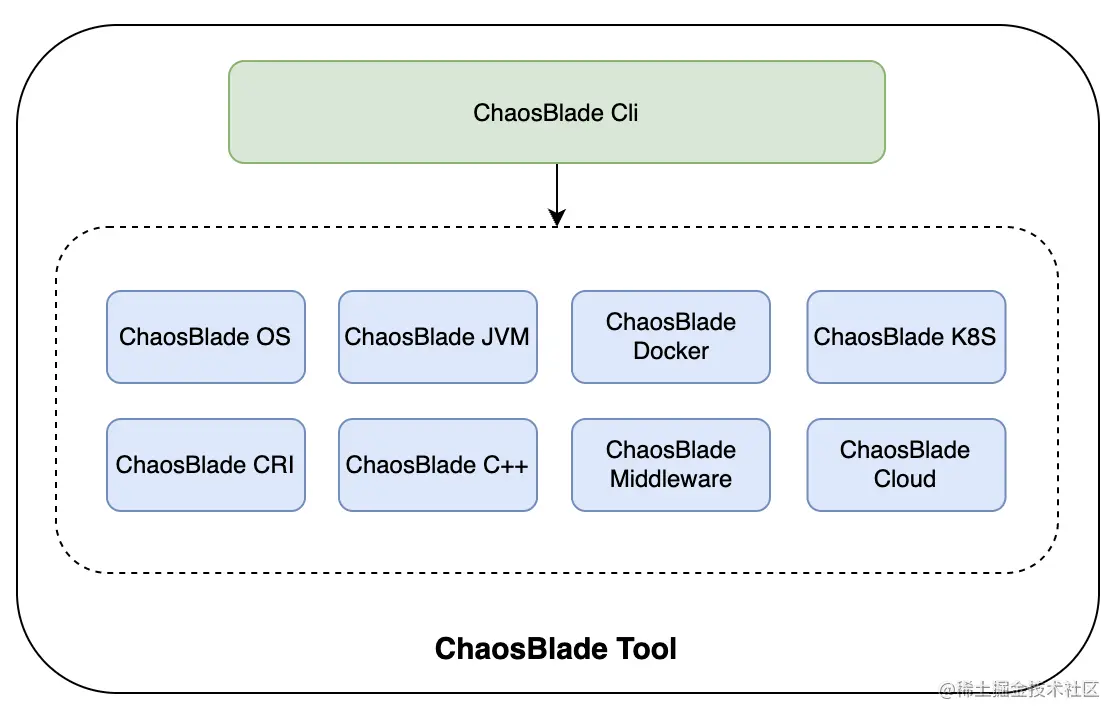 ChaosBlade Cli
ChaosBlade OS
ChaosBlade JVM
ChaosBlade
Docker
ChaosBlade K8S
ChaosBlade CRI
ChaosBlade C++
ChaosBlade
Middleware
ChaosBlade
Cloud
ChaosBlade Tool
@稀土掘金技术社区